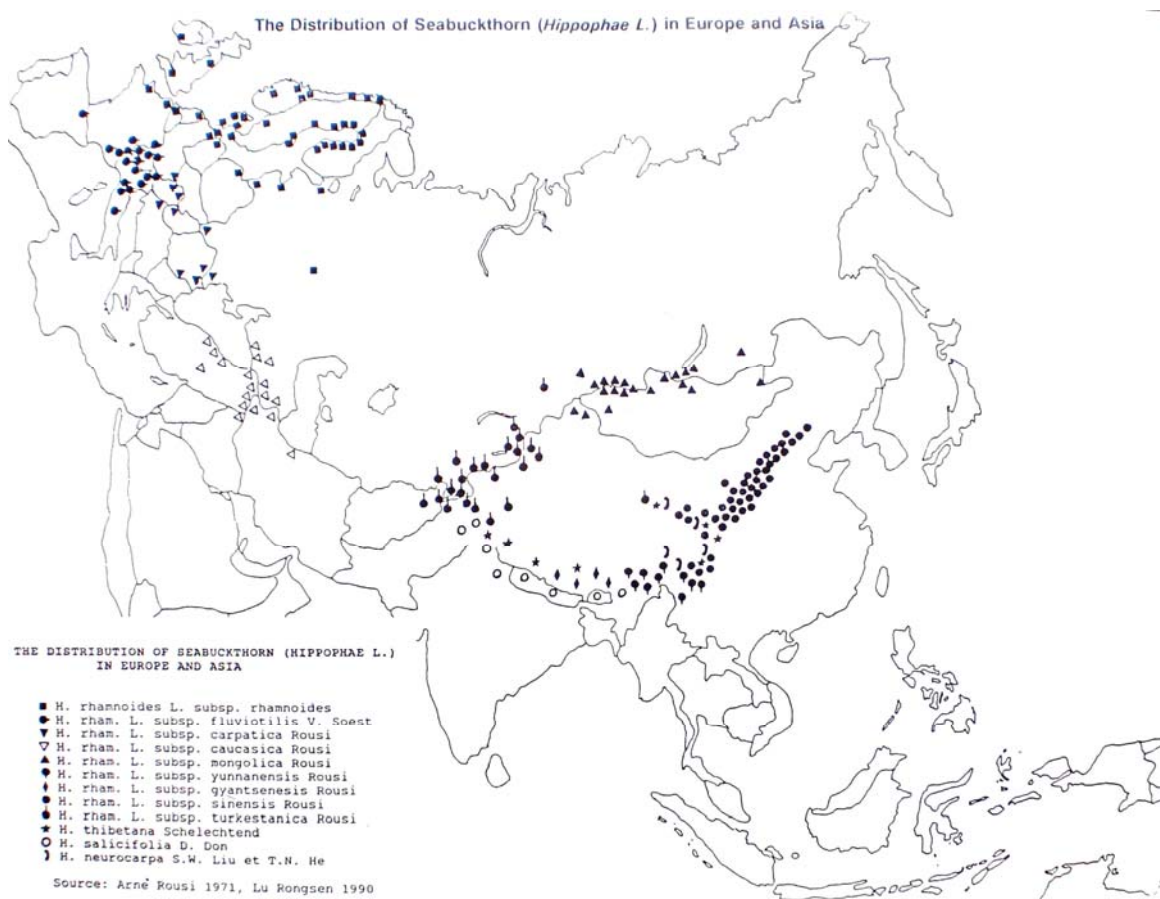 The Distribution of Seabuckthorn (Hippophae L.) in Europe and Asia
THE DISTRIBUTION OF SEABUCKTHORN (HIPPOPHAE L.)
IN EUROPE AND ASIA
H. rhamnoides L. subsp. rhamnoides
H. rham. L. subsp. fluviotilis V. Soest
H. rham. L. subsp. carpatica Rousi
H. rham. L. subsp. caucasica Rousi
H. rham. L. subsp. mongolica Rousi
H. rham. L. subsp. yunnanensis Rousi
H. rham. L. subsp. gyantsenesis Rousi
H. rham. L. subsp. sinensis Rousi
H. rham. L. subsp. turkestanica Rousi
H. thibetana Schelechtend
H. salicifolia D. Don
H. neurocarpa S.W. Liu et T.N. He
Source: Arne Rousi 1971, Lu Rongsen 1990